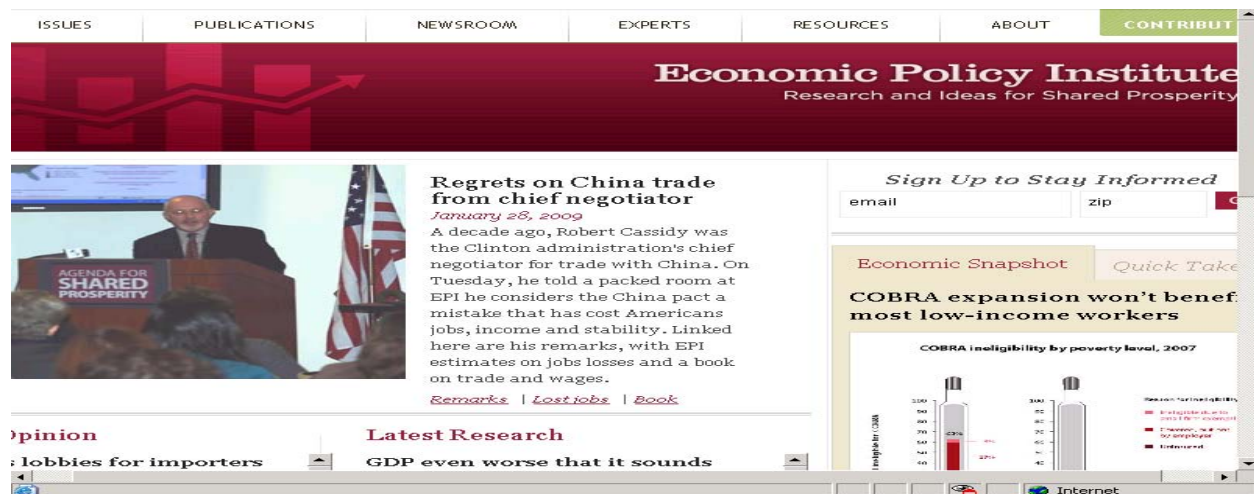 ISSUES PUBLICATIONS NEWSROOM EXPERTS RESOURCES ABOUT CONTRIBUT
Economic Policy Institute
Research and Ideas for Shared Prosperity
AGENDA FOR
SHARED
PROSPERITY
Regrets on China trade
from chief negotiator
January 28, 2009
A decade ago, Robert Cassidy was
the Clinton administration's chief
negotiator for trade with China. On
Tuesday, he told a packed room at
EPI he considers the China pact a
mistake that has cost Americans
jobs, income and stability. Linked
here are his remarks, with EPI
estimates on jobs losses and a book
on trade and wages.
Remarks | Lost jobs | Book
Sign Up to Stay Informed
email zip
Economic Snapshot Quick Take
COBRA expansion won't benef
most low-income workers
COBRA ineligibility by poverty level, 2007
Opinion
s lobbies for importers
Latest Research
GDP even worse that it sounds
Internet